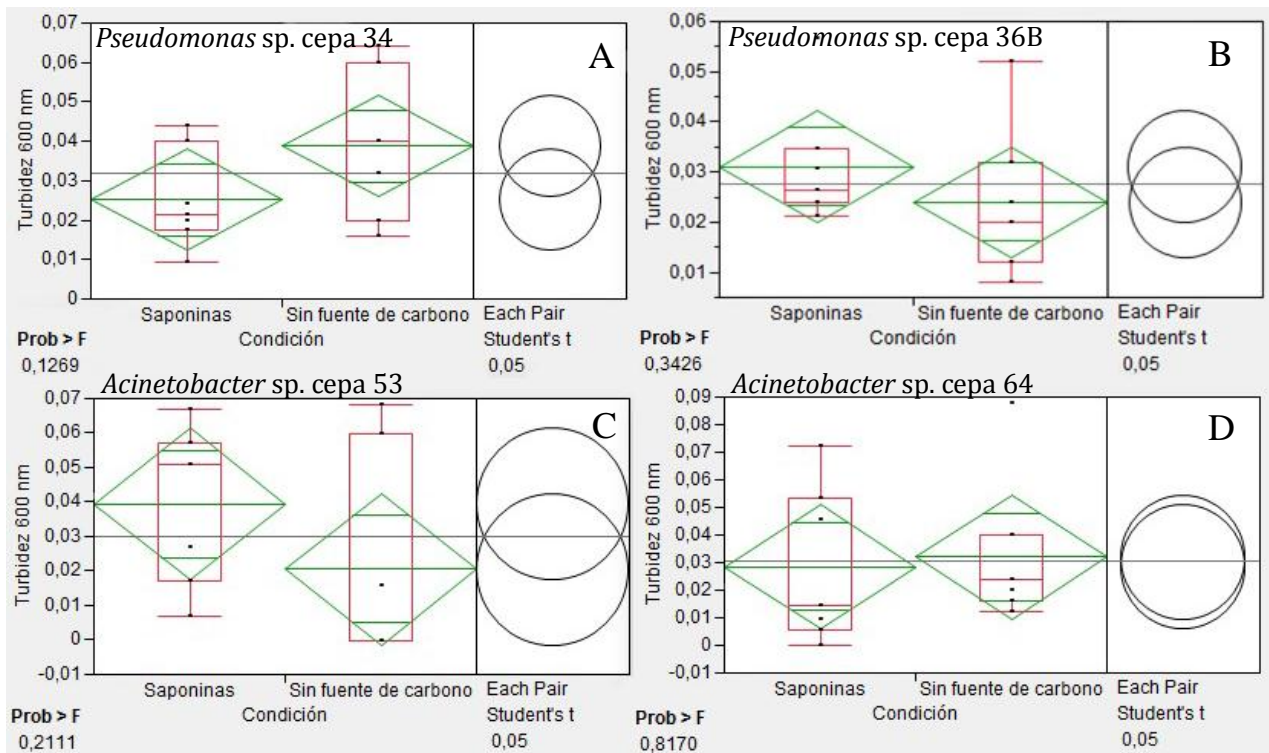 Pseudomonas sp. cepa 34
A
Turbidez 600 nm
0,07
0,06
0,05
0,04
0,03
0,02
0,01
0
Saponinas
Sin fuente de carbono
Each Pair
Student's t
0,05
Condición
Prob > F
0,1269
Pseudomonas sp. cepa 36B
B
Turbidez 600 nm
0,06
0,05
0,04
0,03
0,02
0,01
Saponinas
Sin fuente de carbono
Each Pair
Student's t
0,05
Condición
Prob > F
0,3426
Acinetobacter sp. cepa 53
C
Turbidez 600 nm
0,07
0,06
0,05
0,04
0,03
0,02
0,01
0
-0,01
Saponinas
Sin fuente de carbono
Each Pair
Student's t
0,05
Condición
Prob > F
0,2111
Acinetobacter sp. cepa 64
D
Turbidez 600 nm
0,09
0,08
0,07
0,06
0,05
0,04
0,03
0,02
0,01
0
-0,01
Saponinas
Sin fuente de carbono
Each Pair
Student's t
0,05
Condición
Prob > F
0,8170